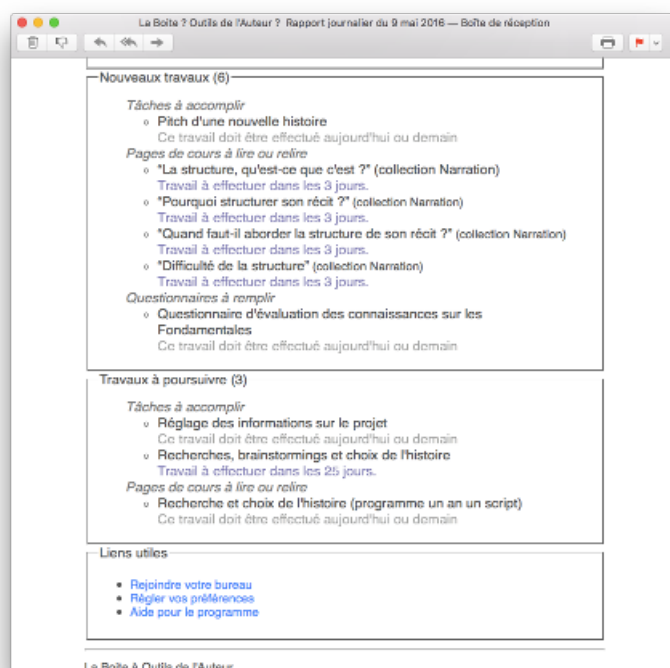 La Boite ? Outils de l'Auteur ? Rapport journalier du 9 mai 2016 — Boîte de réception
Nouveaux travaux (6)
Tâches à accomplir
Pitch d'une nouvelle histoire
Ce travail doit être effectué aujourd'hui ou demain
Pages de cours à lire ou relire
"La structure, qu'est-ce que c'est ?" (collection Narration)
Travail à effectuer dans les 3 jours.
"Pourquoi structurer son récit ?" (collection Narration)
Travail à effectuer dans les 3 jours.
"Quand faut-il aborder la structure de son récit ?" (collection Narration)
Travail à effectuer dans les 3 jours.
"Difficulté de la structure" (collection Narration)
Travail à effectuer dans les 3 jours.
Questionnaires à remplir
Questionnaire d'évaluation des connaissances sur les
Fondamentales
Ce travail doit être effectué aujourd'hui ou demain
Travaux à poursuivre (3)
Tâches à accomplir
Réglage des informations sur le projet
Ce travail doit être effectué aujourd'hui ou demain
Recherches, brainstormings et choix de l'histoire
Travail à effectuer dans les 25 jours.
Pages de cours à lire ou relire
Recherche et choix de l'histoire (programme un an un script)
Ce travail doit être effectué aujourd'hui ou demain
Liens utiles
Rejoindre votre bureau
Régler vos préférences
Aide pour le programme
La Boite à Outils de l'Auteur